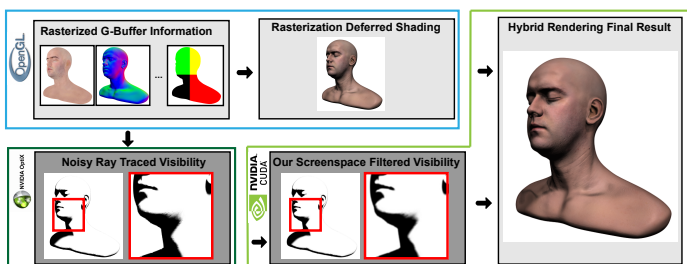 OpenGL
Rasterized G-Buffer Information
...
Rasterization Deferred Shading
Hybrid Rendering Final Result
NVIDIA OptiX
Noisy Ray Traced Visibility
NVIDIA
CUDA
Our Screenspace Filtered Visibility